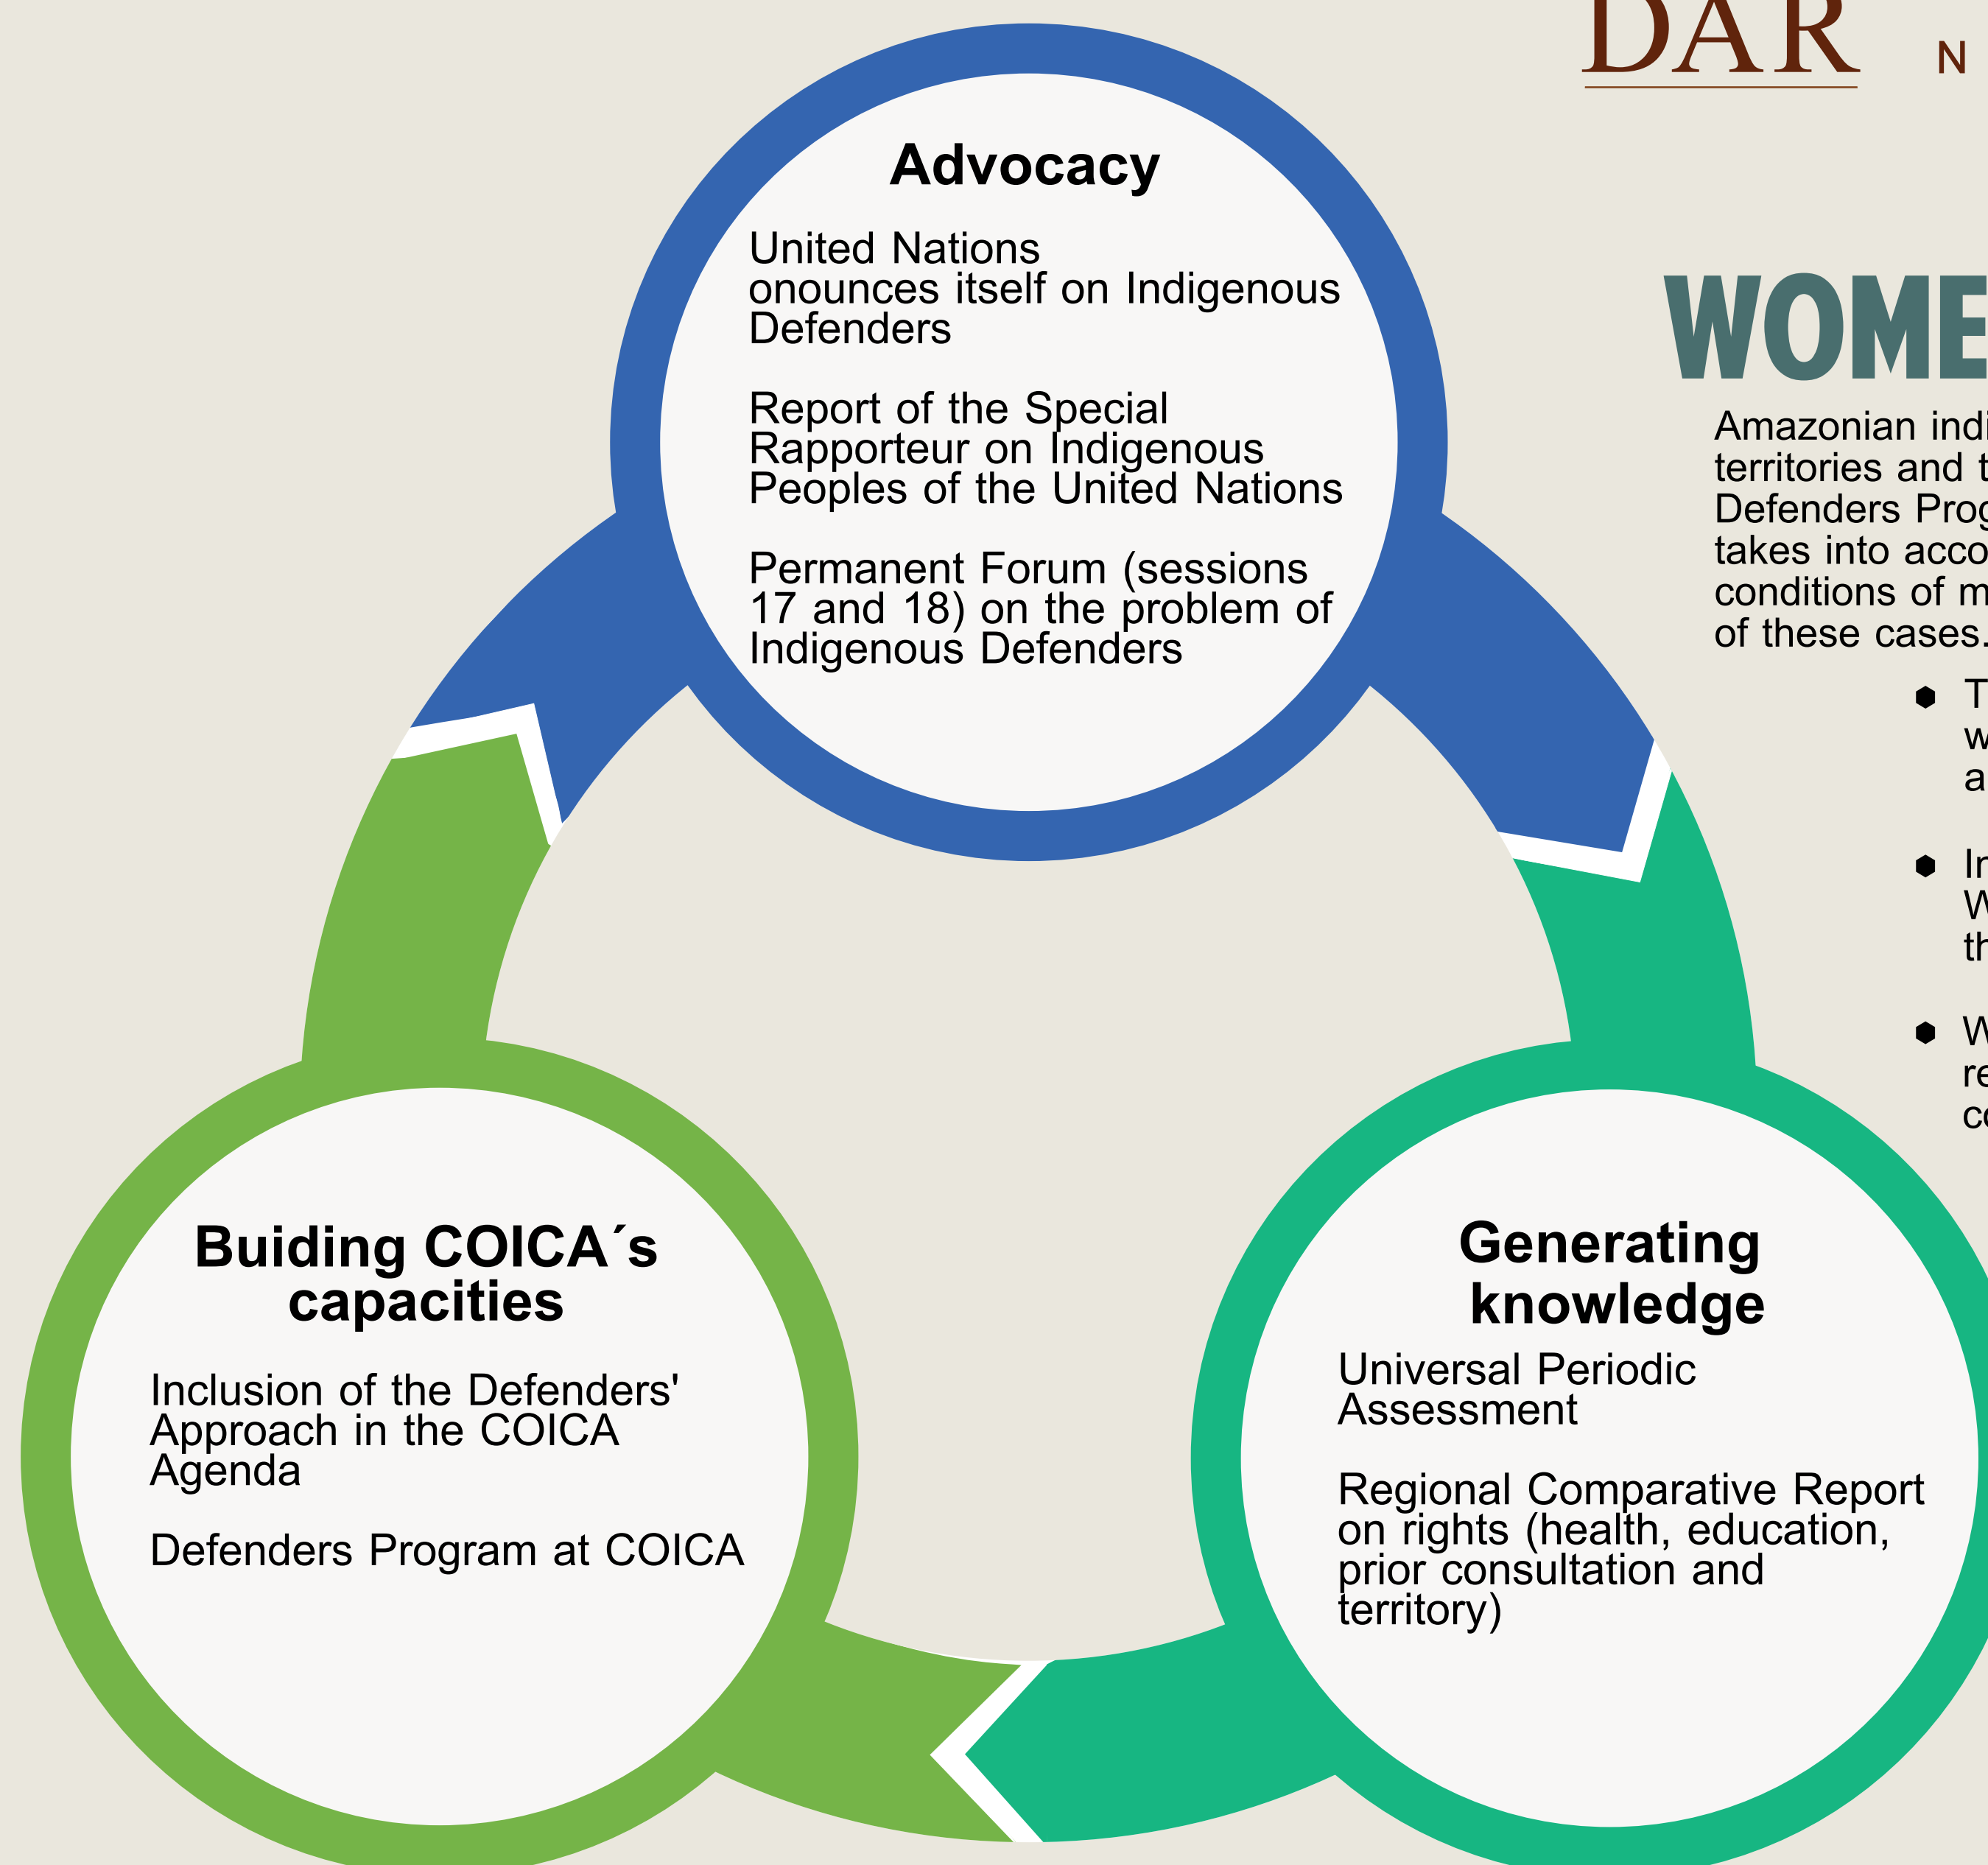 DAR
N
Advocacy
United Nations
onounces itself on Indigenous
Defenders
Report of the Special
Rapporteur on Indigenous
Peoples of the United Nations
Permanent Forum (sessions
17 and 18) on the problem of
Indigenous Defenders
WOME
Amazonian indi
territories and t
Defenders Prog
takes into acco
conditions of m
of these cases.
T
w
a
In
W
th
W
re
co
Buiding COICA´s
capacities
Inclusion of the Defenders'
Approach in the COICA
Agenda
Defenders Program at COICA
Generating
knowledge
Universal Periodic
Assessment
Regional Comparative Report
on rights (health, education,
prior consultation and
territory)